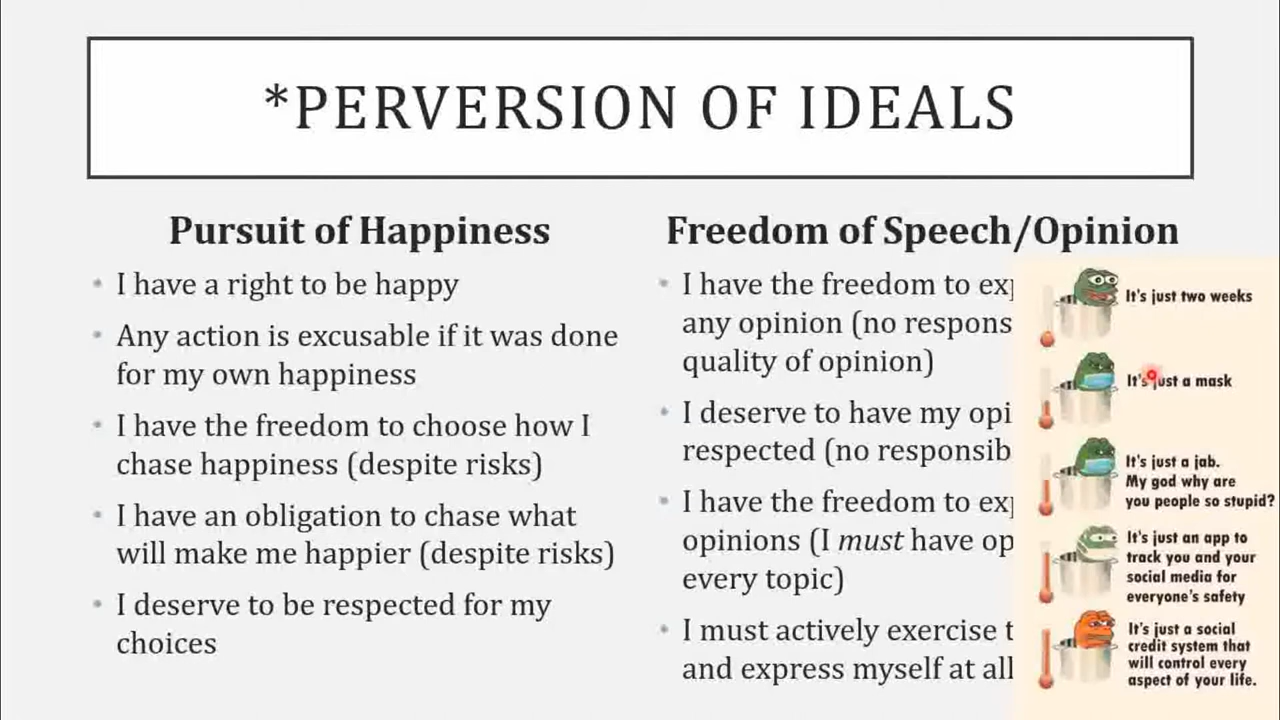 *PERVERSION OF IDEALS
Pursuit of Happiness
• I have a right to be happy
• Any action is excusable if it was done
for my own happiness
• I have the freedom to choose how I
chase happiness (despite risks)
• I have an obligation to chase what
will make me happier (despite risks)
• I deserve to be respected for my
choices
Freedom of Speech/Opinion
• I have the freedom to exp
any opinion (no respons
quality of opinion)
• I deserve to have my opi
respected (no responsib
• I have the freedom to exp
opinions (I must have op
every topic)
• I must actively exercise t
and express myself at all
It's just two weeks
It's just a mask
It's just a jab.
My god why are
you people so stupid?
It's just an app to
track you and your
social media for
everyone's safety
It's just a social
credit system that
will control every
aspect of your life.